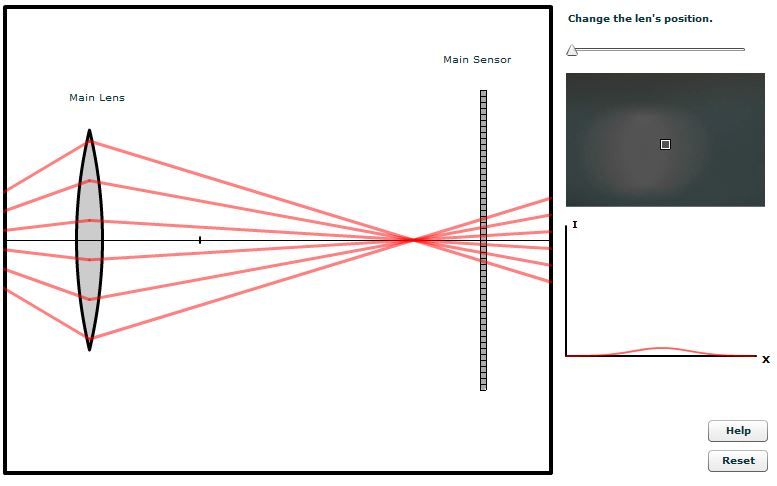 Change the len's position.
Main Sensor
Main Lens
I
X
Help
Reset